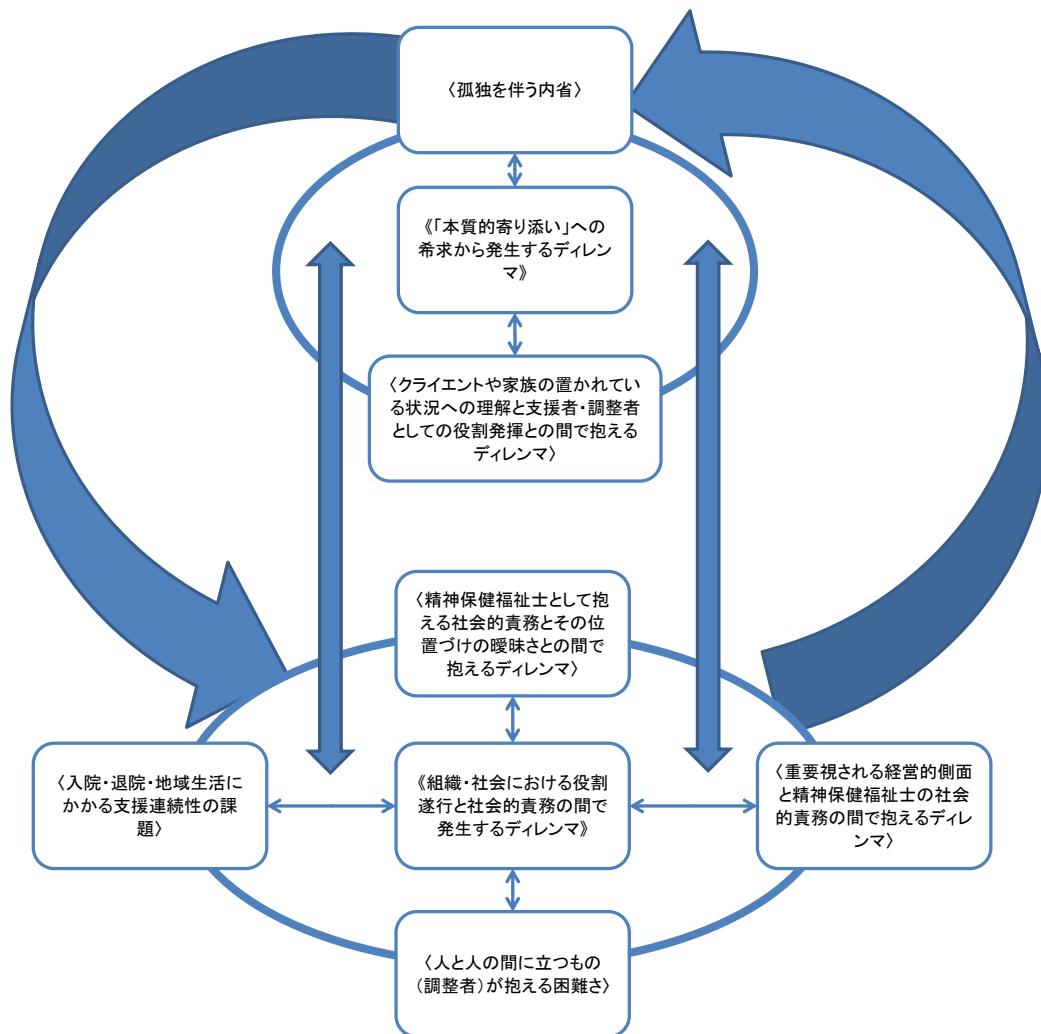 〈孤独を伴う内省〉
《「本質的寄り添い」への
希求から発生するディレン
マ》
〈クライエントや家族の置かれてい
る状況への理解と支援者・調整者
としての役割発揮との間で抱える
ディレンマ〉
〈精神保健福祉士として抱
える社会的責務とその位
置づけの曖昧さとの間で
抱えるディレンマ〉
〈入院・退院・地域生活に
かかる支援連続性の課
題〉
《組織・社会における役割
遂行と社会的責務の間で
発生するディレンマ》
〈重要視される経営的側面
と精神保健福祉士の社会
的責務の間で抱えるディレ
ンマ〉
〈人と人の間に立つもの
（調整者）が抱える困難さ〉